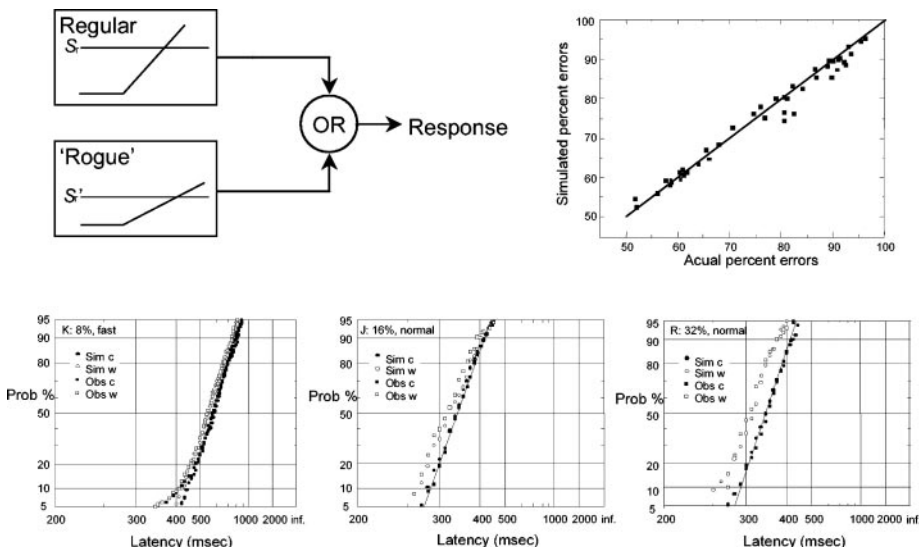 Regular
Sᵣ
'Rogue'
Sᵣ'
OR
Response
Simulated percent errors
100
90
80
70
60
50
50 60 70 80 90 100
Acual percent errors
K: 8%, fast
Sim c
Sim w
Obs c
Obs w
Prob %
95
90
80
50
20
10
5
200 300 400 500 1000 2000 inf.
Latency (msec)
J: 16%, normal
Sim c
Sim w
Obs c
Obs w
Prob %
95
90
80
50
20
10
5
200 300 400 500 1000 2000 inf.
Latency (msec)
R: 32%, normal
Sim c
Sim w
Obs c
Obs w
Prob %
95
90
80
50
20
10
5
200 300 400 500 1000 2000 inf.
Latency (msec)